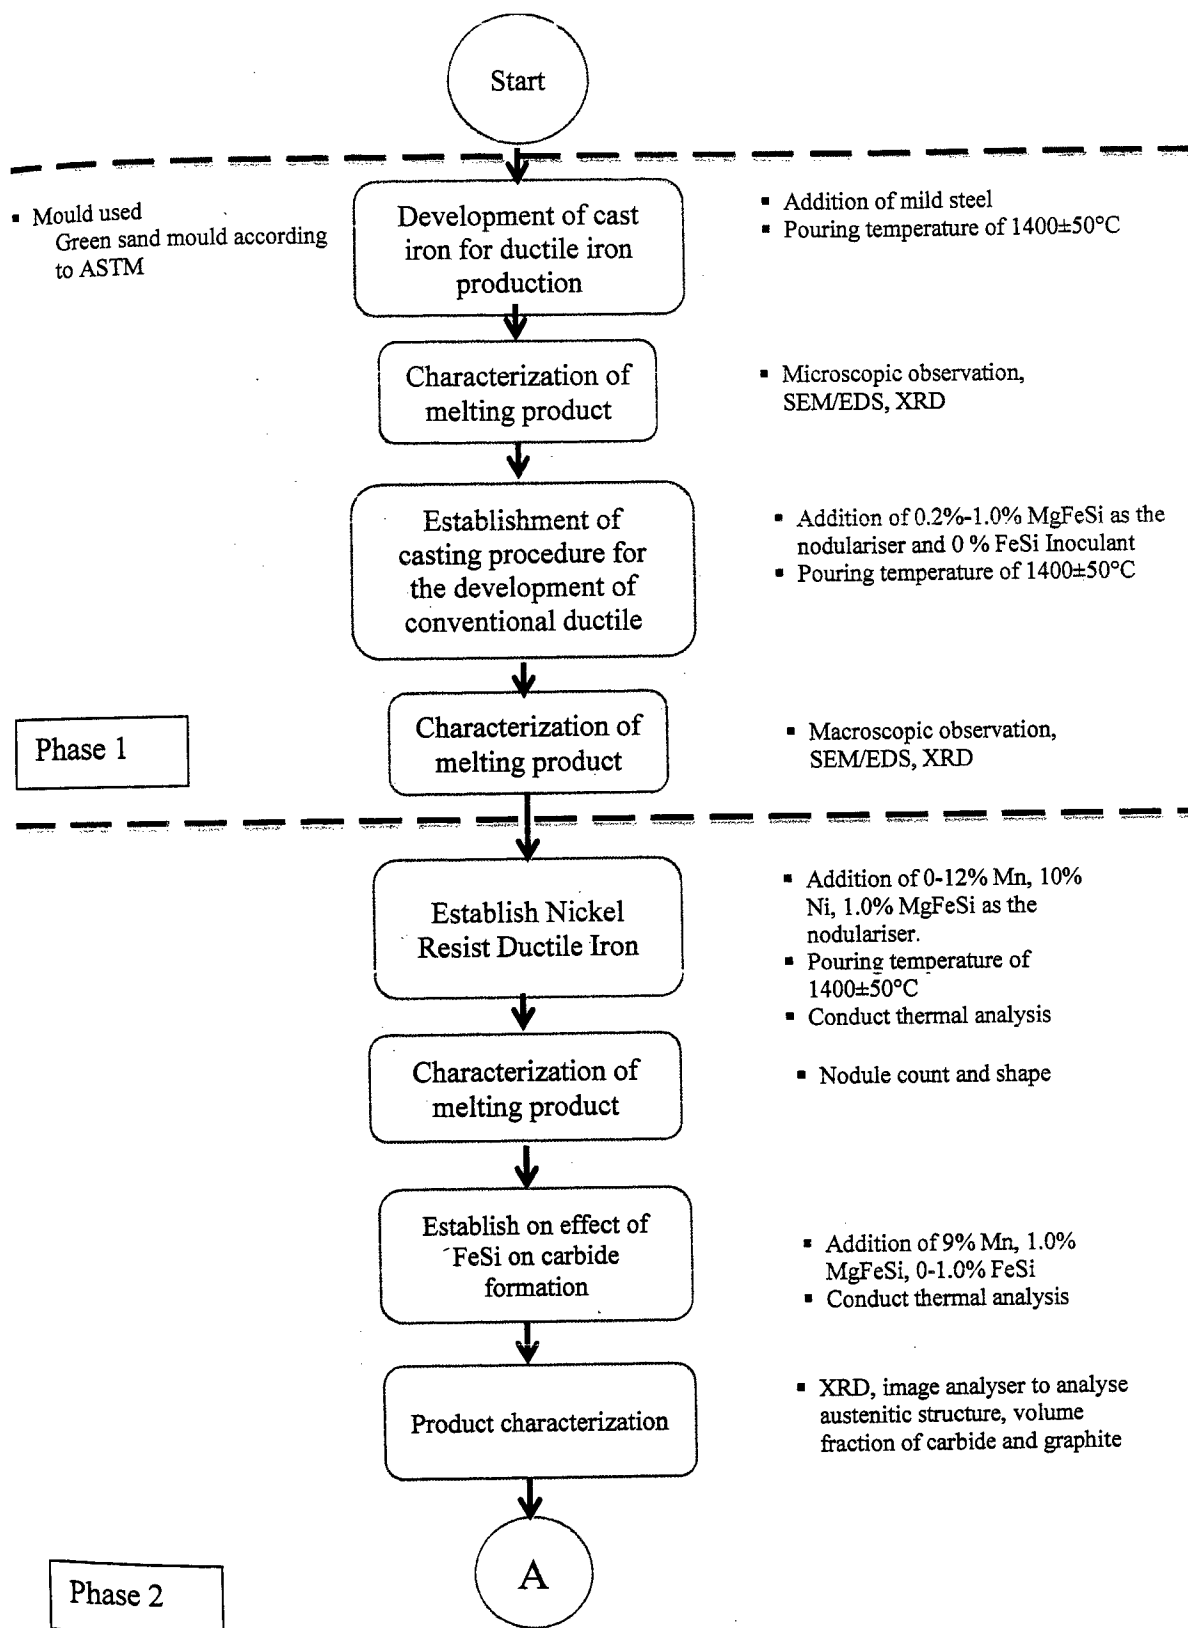 Start
▪ Mould used
Green sand mould according
to ASTM
Development of cast
iron for ductile iron
production
▪ Addition of mild steel
▪ Pouring temperature of 1400±50°C
Characterization of
melting product
▪ Microscopic observation,
SEM/EDS, XRD
Establishment of
casting procedure for
the development of
conventional ductile
▪ Addition of 0.2%-1.0% MgFeSi as the
nodulariser and 0 % FeSi Inoculant
▪ Pouring temperature of 1400±50°C
Phase 1
Characterization of
melting product
▪ Macroscopic observation,
SEM/EDS, XRD
Establish Nickel
Resist Ductile Iron
▪ Addition of 0-12% Mn, 10%
Ni, 1.0% MgFeSi as the
nodulariser.
▪ Pouring temperature of
1400±50°C
▪ Conduct thermal analysis
Characterization of
melting product
▪ Nodule count and shape
Establish on effect of
FeSi on carbide
formation
▪ Addition of 9% Mn, 1.0%
MgFeSi, 0-1.0% FeSi
▪ Conduct thermal analysis
Product characterization
▪ XRD, image analyser to analyse
austenitic structure, volume
fraction of carbide and graphite
A
Phase 2